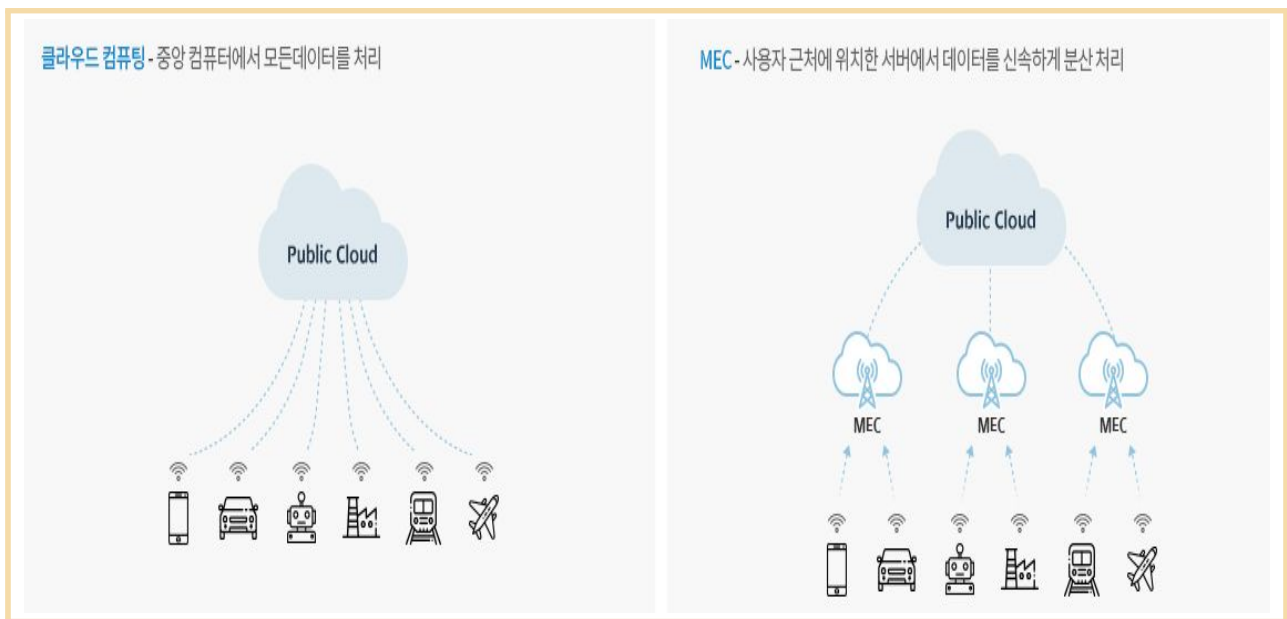 클라우드 컴퓨팅 - 중앙 컴퓨터에서 모든데이터를 처리
Public Cloud
MEC - 사용자 근처에 위치한 서버에서 데이터를 신속하게 분산 처리
Public Cloud
MEC
MEC
MEC